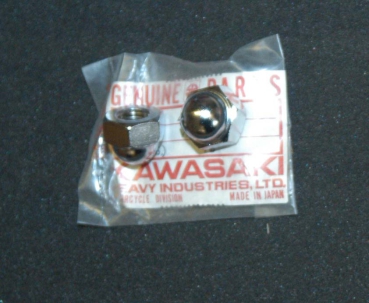 GENUINE PARTS
KAWASAKI
HEAVY INDUSTRIES, LTD.
MOTORCYCLE DIVISION MADE IN JAPAN